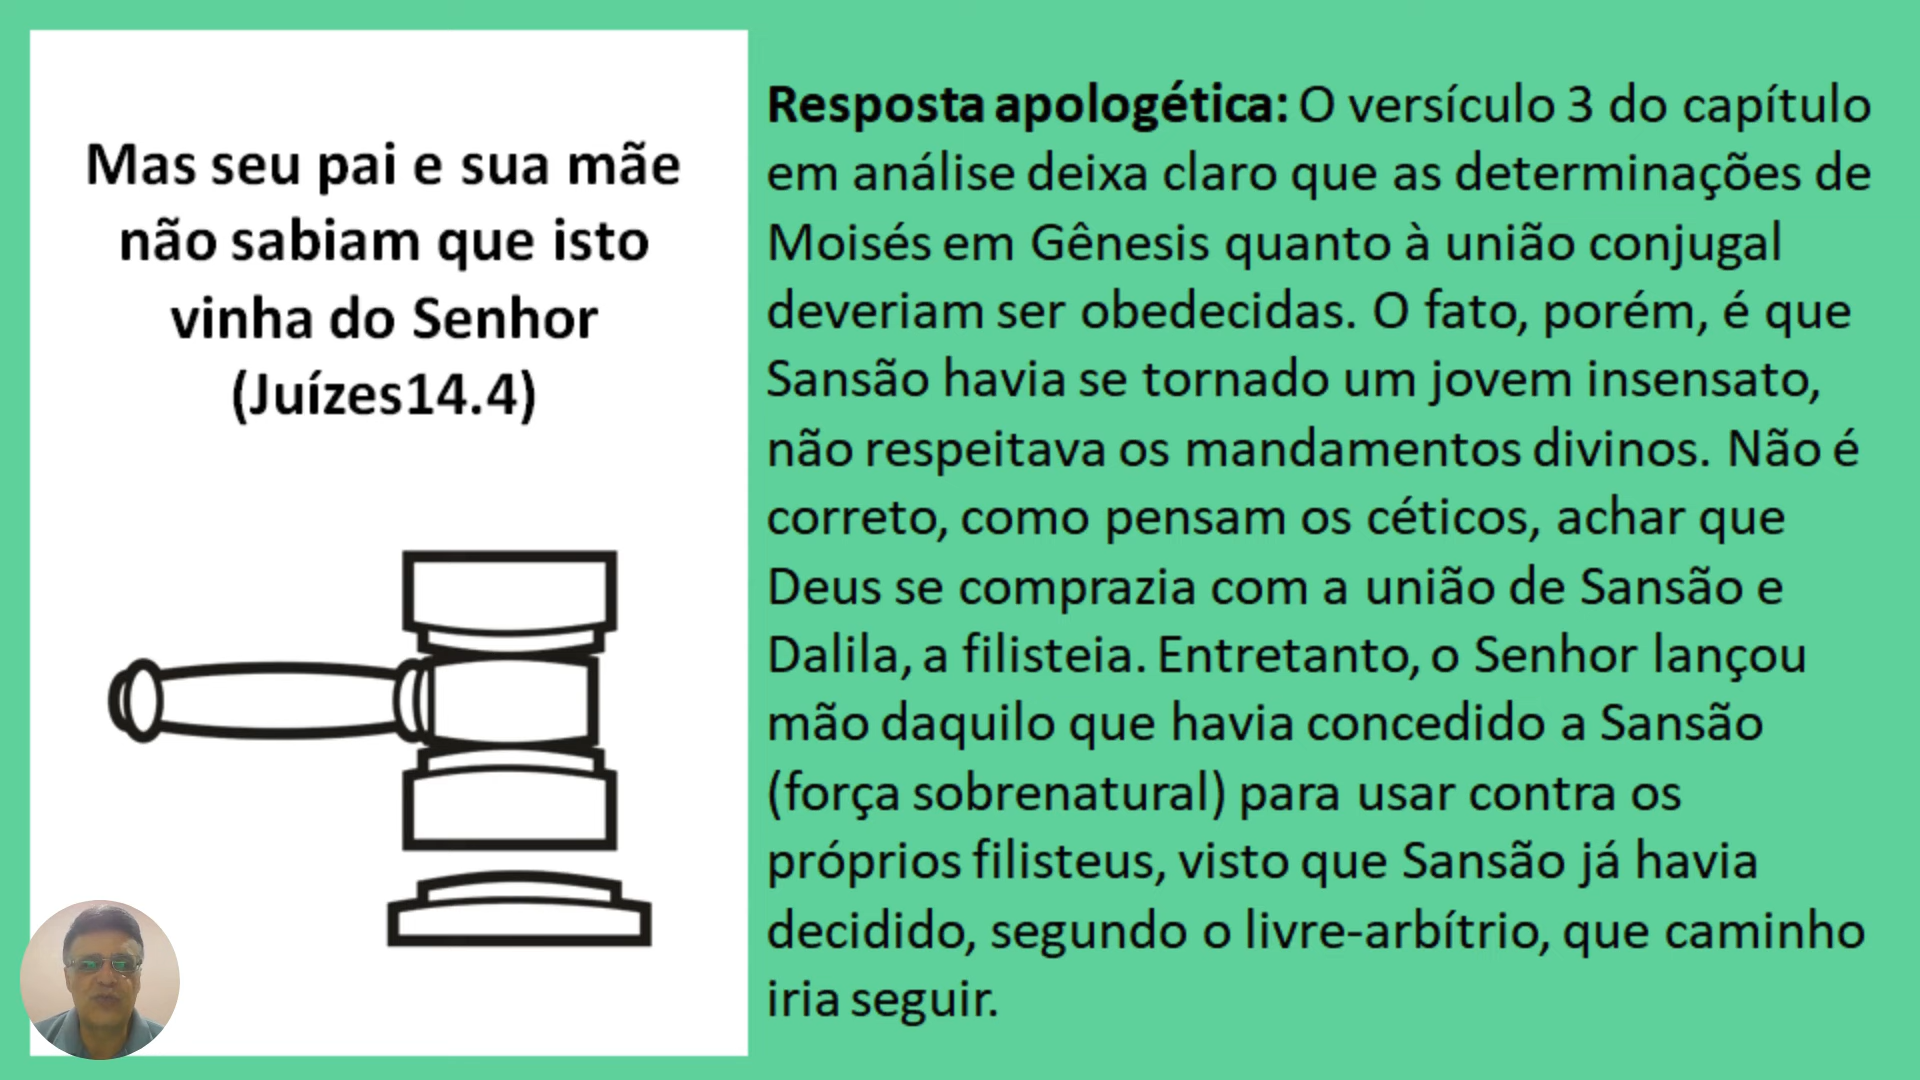 Mas seu pai e sua mãe
não sabiam que isto
vinha do Senhor
(Juízes14.4)
Resposta apologética: O versículo 3 do capítulo
em análise deixa claro que as determinações de
Moisés em Gênesis quanto à união conjugal
deveriam ser obedecidas. O fato, porém, é que
Sansão havia se tornado um jovem insensato,
não respeitava os mandamentos divinos. Não é
correto, como pensam os céticos, achar que
Deus se comprazia com a união de Sansão e
Dalila, a filisteia. Entretanto, o Senhor lançou
mão daquilo que havia concedido a Sansão
(força sobrenatural) para usar contra os
próprios filisteus, visto que Sansão já havia
decidido, segundo o livre-arbítrio, que caminho
iria seguir.